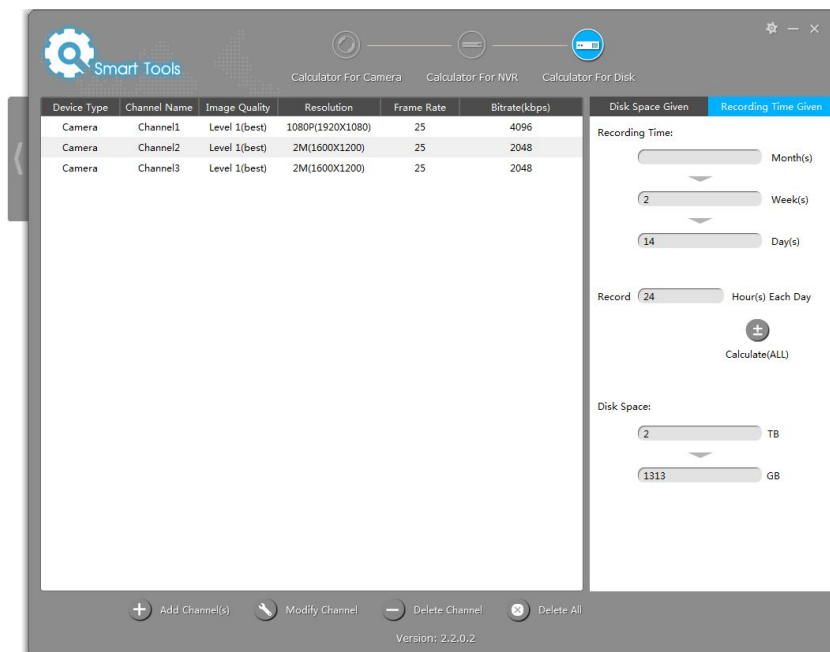 Smart Tools
Calculator For Camera Calculator For NVR Calculator For Disk
Device Type Channel Name Image Quality Resolution Frame Rate Bitrate(kbps)
Camera Channel1 Level 1(best) 1080P(1920X1080) 25 4096
Camera Channel2 Level 1(best) 2M(1600X1200) 25 2048
Camera Channel3 Level 1(best) 2M(1600X1200) 25 2048
Disk Space Given Recording Time Given
Recording Time:
Month(s)
2 Week(s)
14 Day(s)
Record 24 Hour(s) Each Day
Calculate(ALL)
Disk Space:
2 TB
1313 GB
Add Channel(s) Modify Channel Delete Channel Delete All
Version: 2.2.0.2